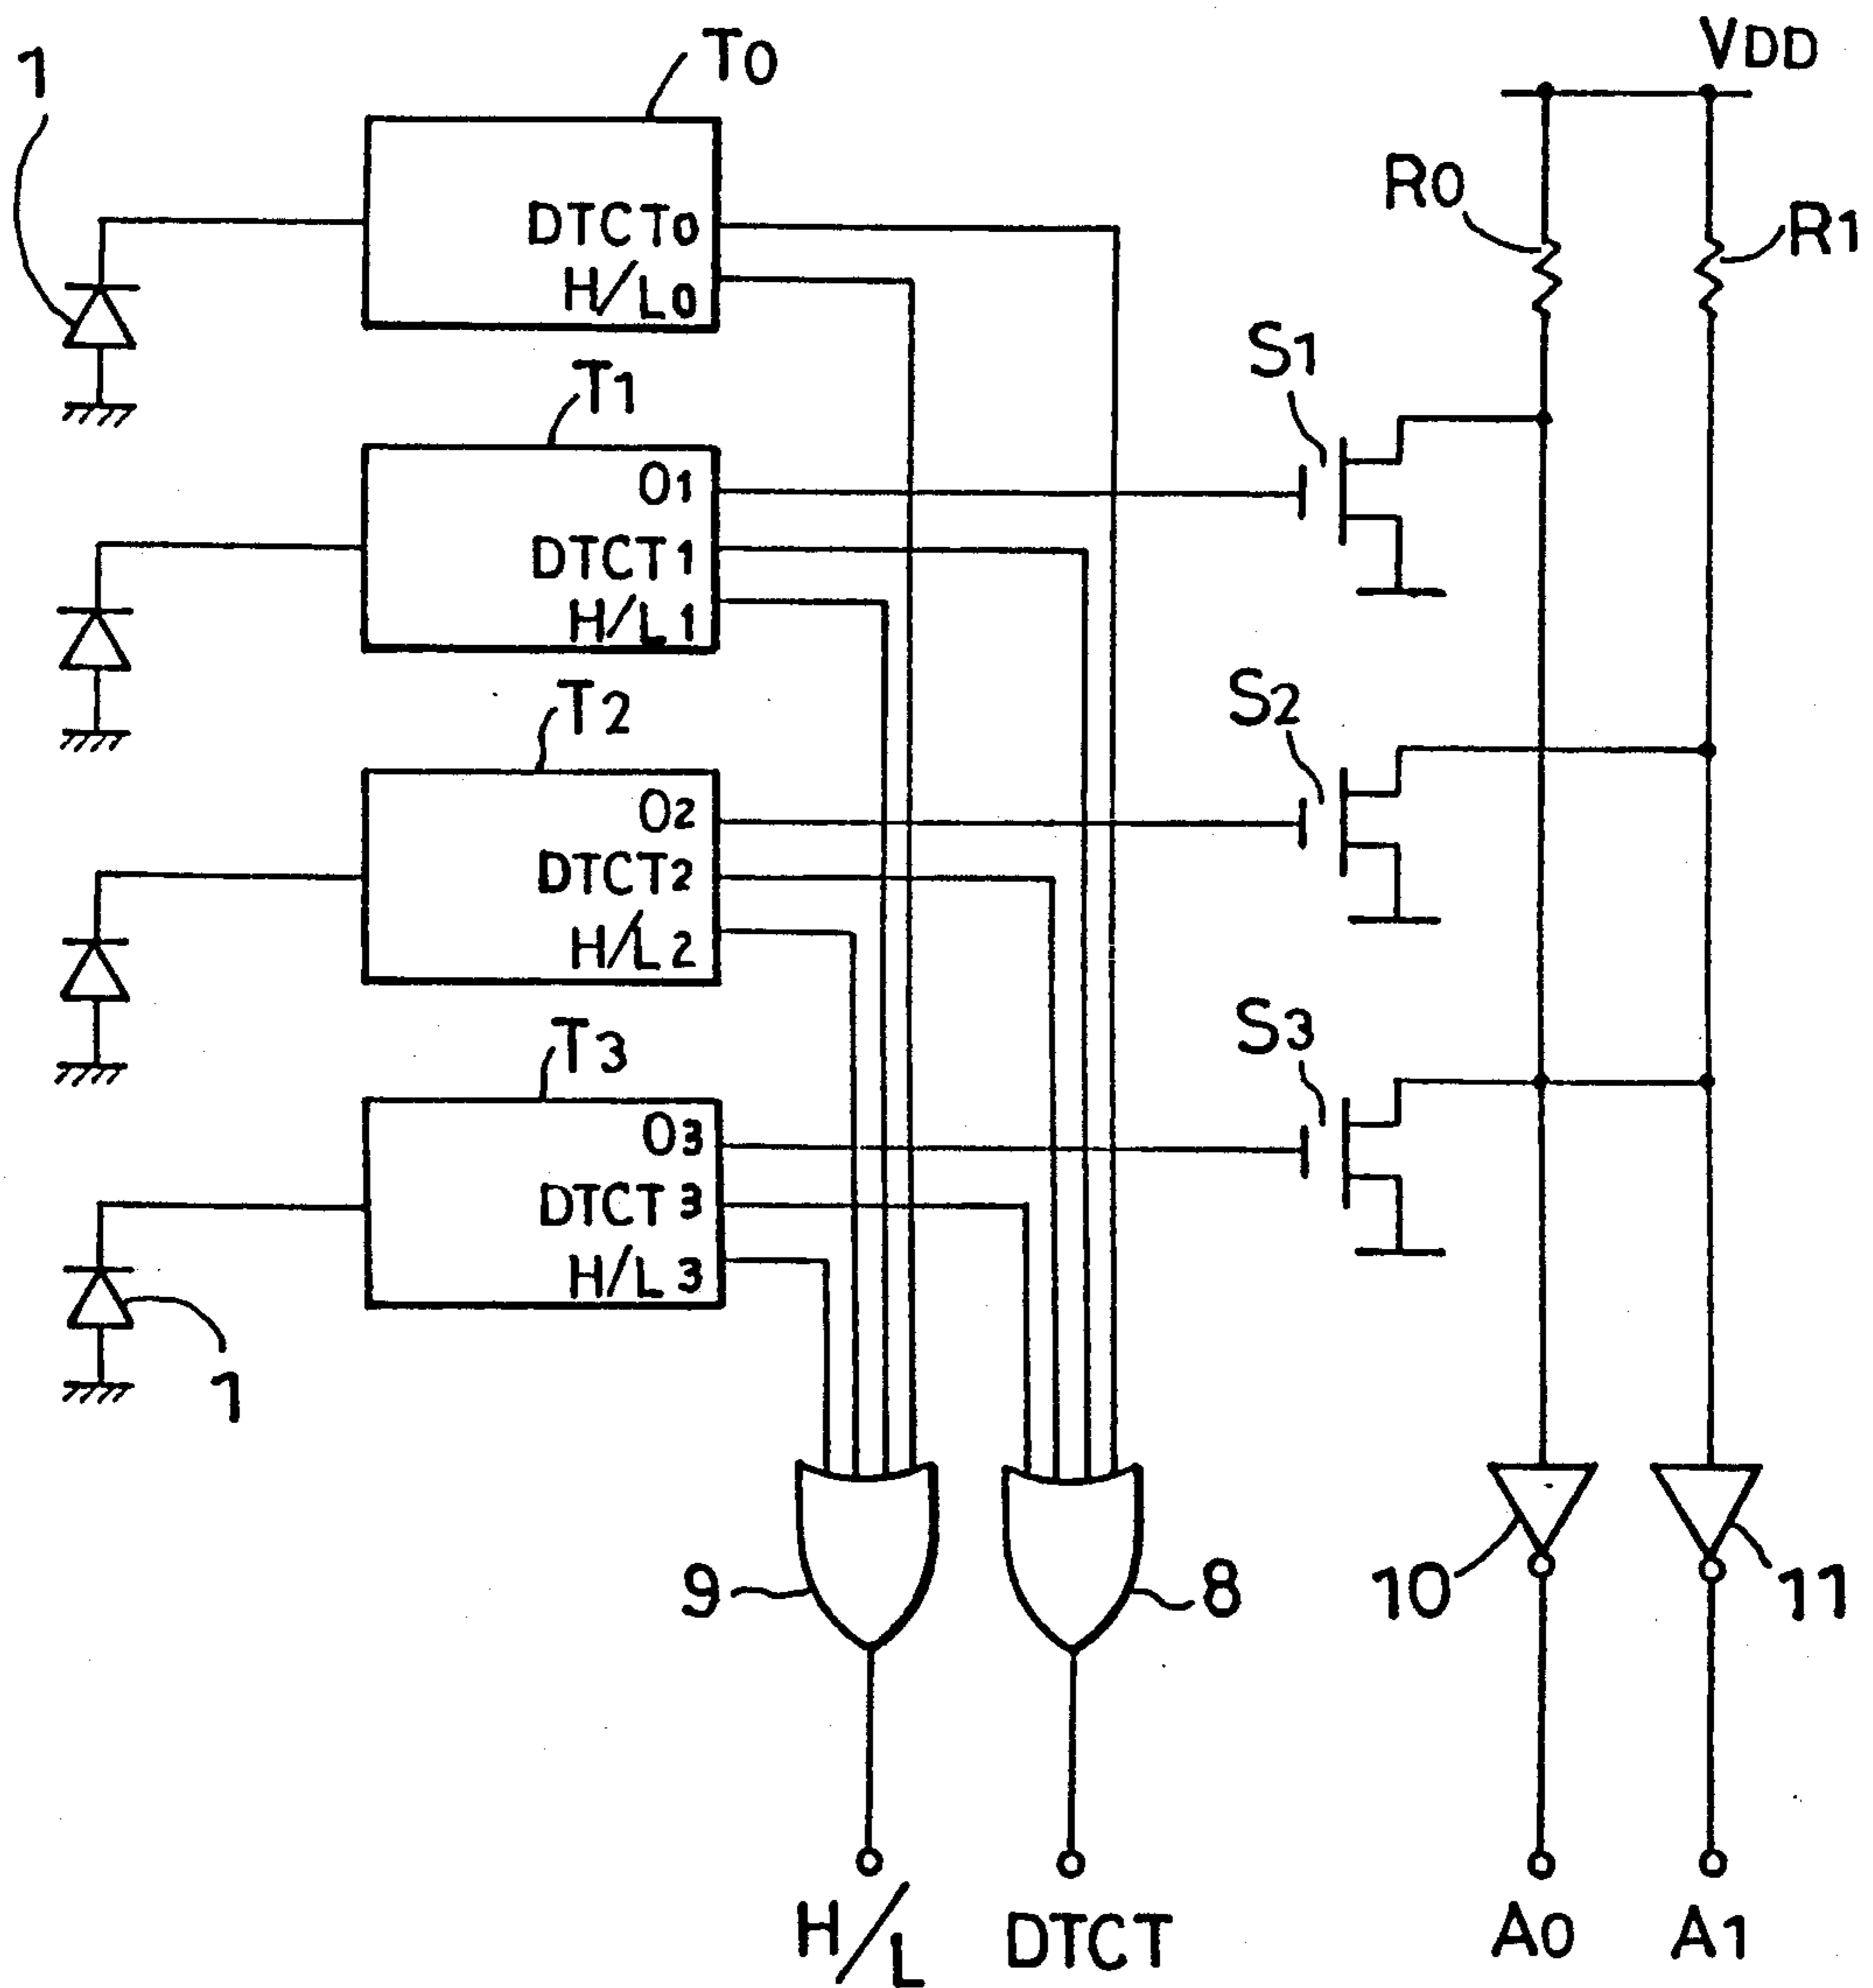 1
T0
VDD
DTCT0
H/L0
R0
R1
S1
T1
O1
DTCT1
H/L1
S2
T2
O2
DTCT2
H/L2
S3
T3
O3
DTCT3
H/L3
1
9
8
10
11
H/L
DTCT
A0
A1